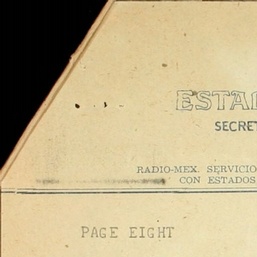 ESTA
SECRET
RADIO-MEX. SERVICIO
CON ESTADOS
PAGE EIGHT